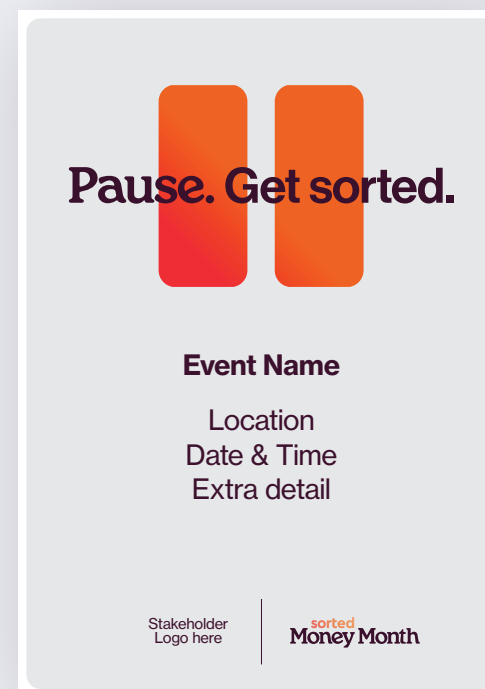 Pause. Get sorted.
Event Name
Location
Date & Time
Extra detail
Stakeholder
Logo here
sorted
Money Month